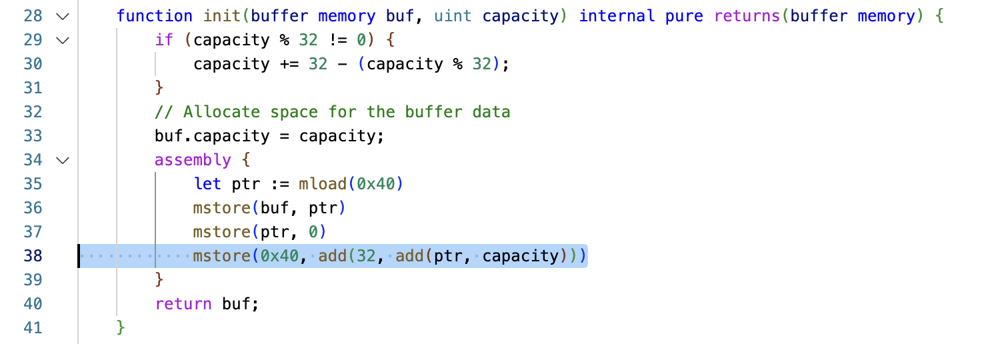 28 function init(buffer memory buf, uint capacity) internal pure returns(buffer memory) {
29 if (capacity % 32 != 0) {
30 capacity += 32 - (capacity % 32);
31 }
32 // Allocate space for the buffer data
33 buf.capacity = capacity;
34 assembly {
35 let ptr := mload(0x40)
36 mstore(buf, ptr)
37 mstore(ptr, 0)
38 mstore(0x40, add(32, add(ptr, capacity)))
39 }
40 return buf;
41 }